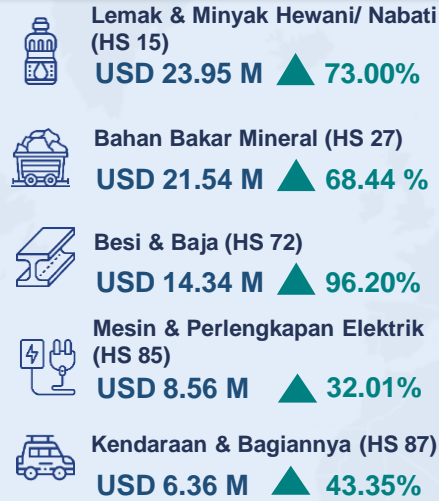 Lemak & Minyak Hewani/ Nabati
(HS 15)
USD 23.95 M 73.00%
Bahan Bakar Mineral (HS 27)
USD 21.54 M 68.44 %
Besi & Baja (HS 72)
USD 14.34 M 96.20%
Mesin & Perlengkapan Elektrik
(HS 85)
USD 8.56 M 32.01%
Kendaraan & Bagiannya (HS 87)
USD 6.36 M 43.35%